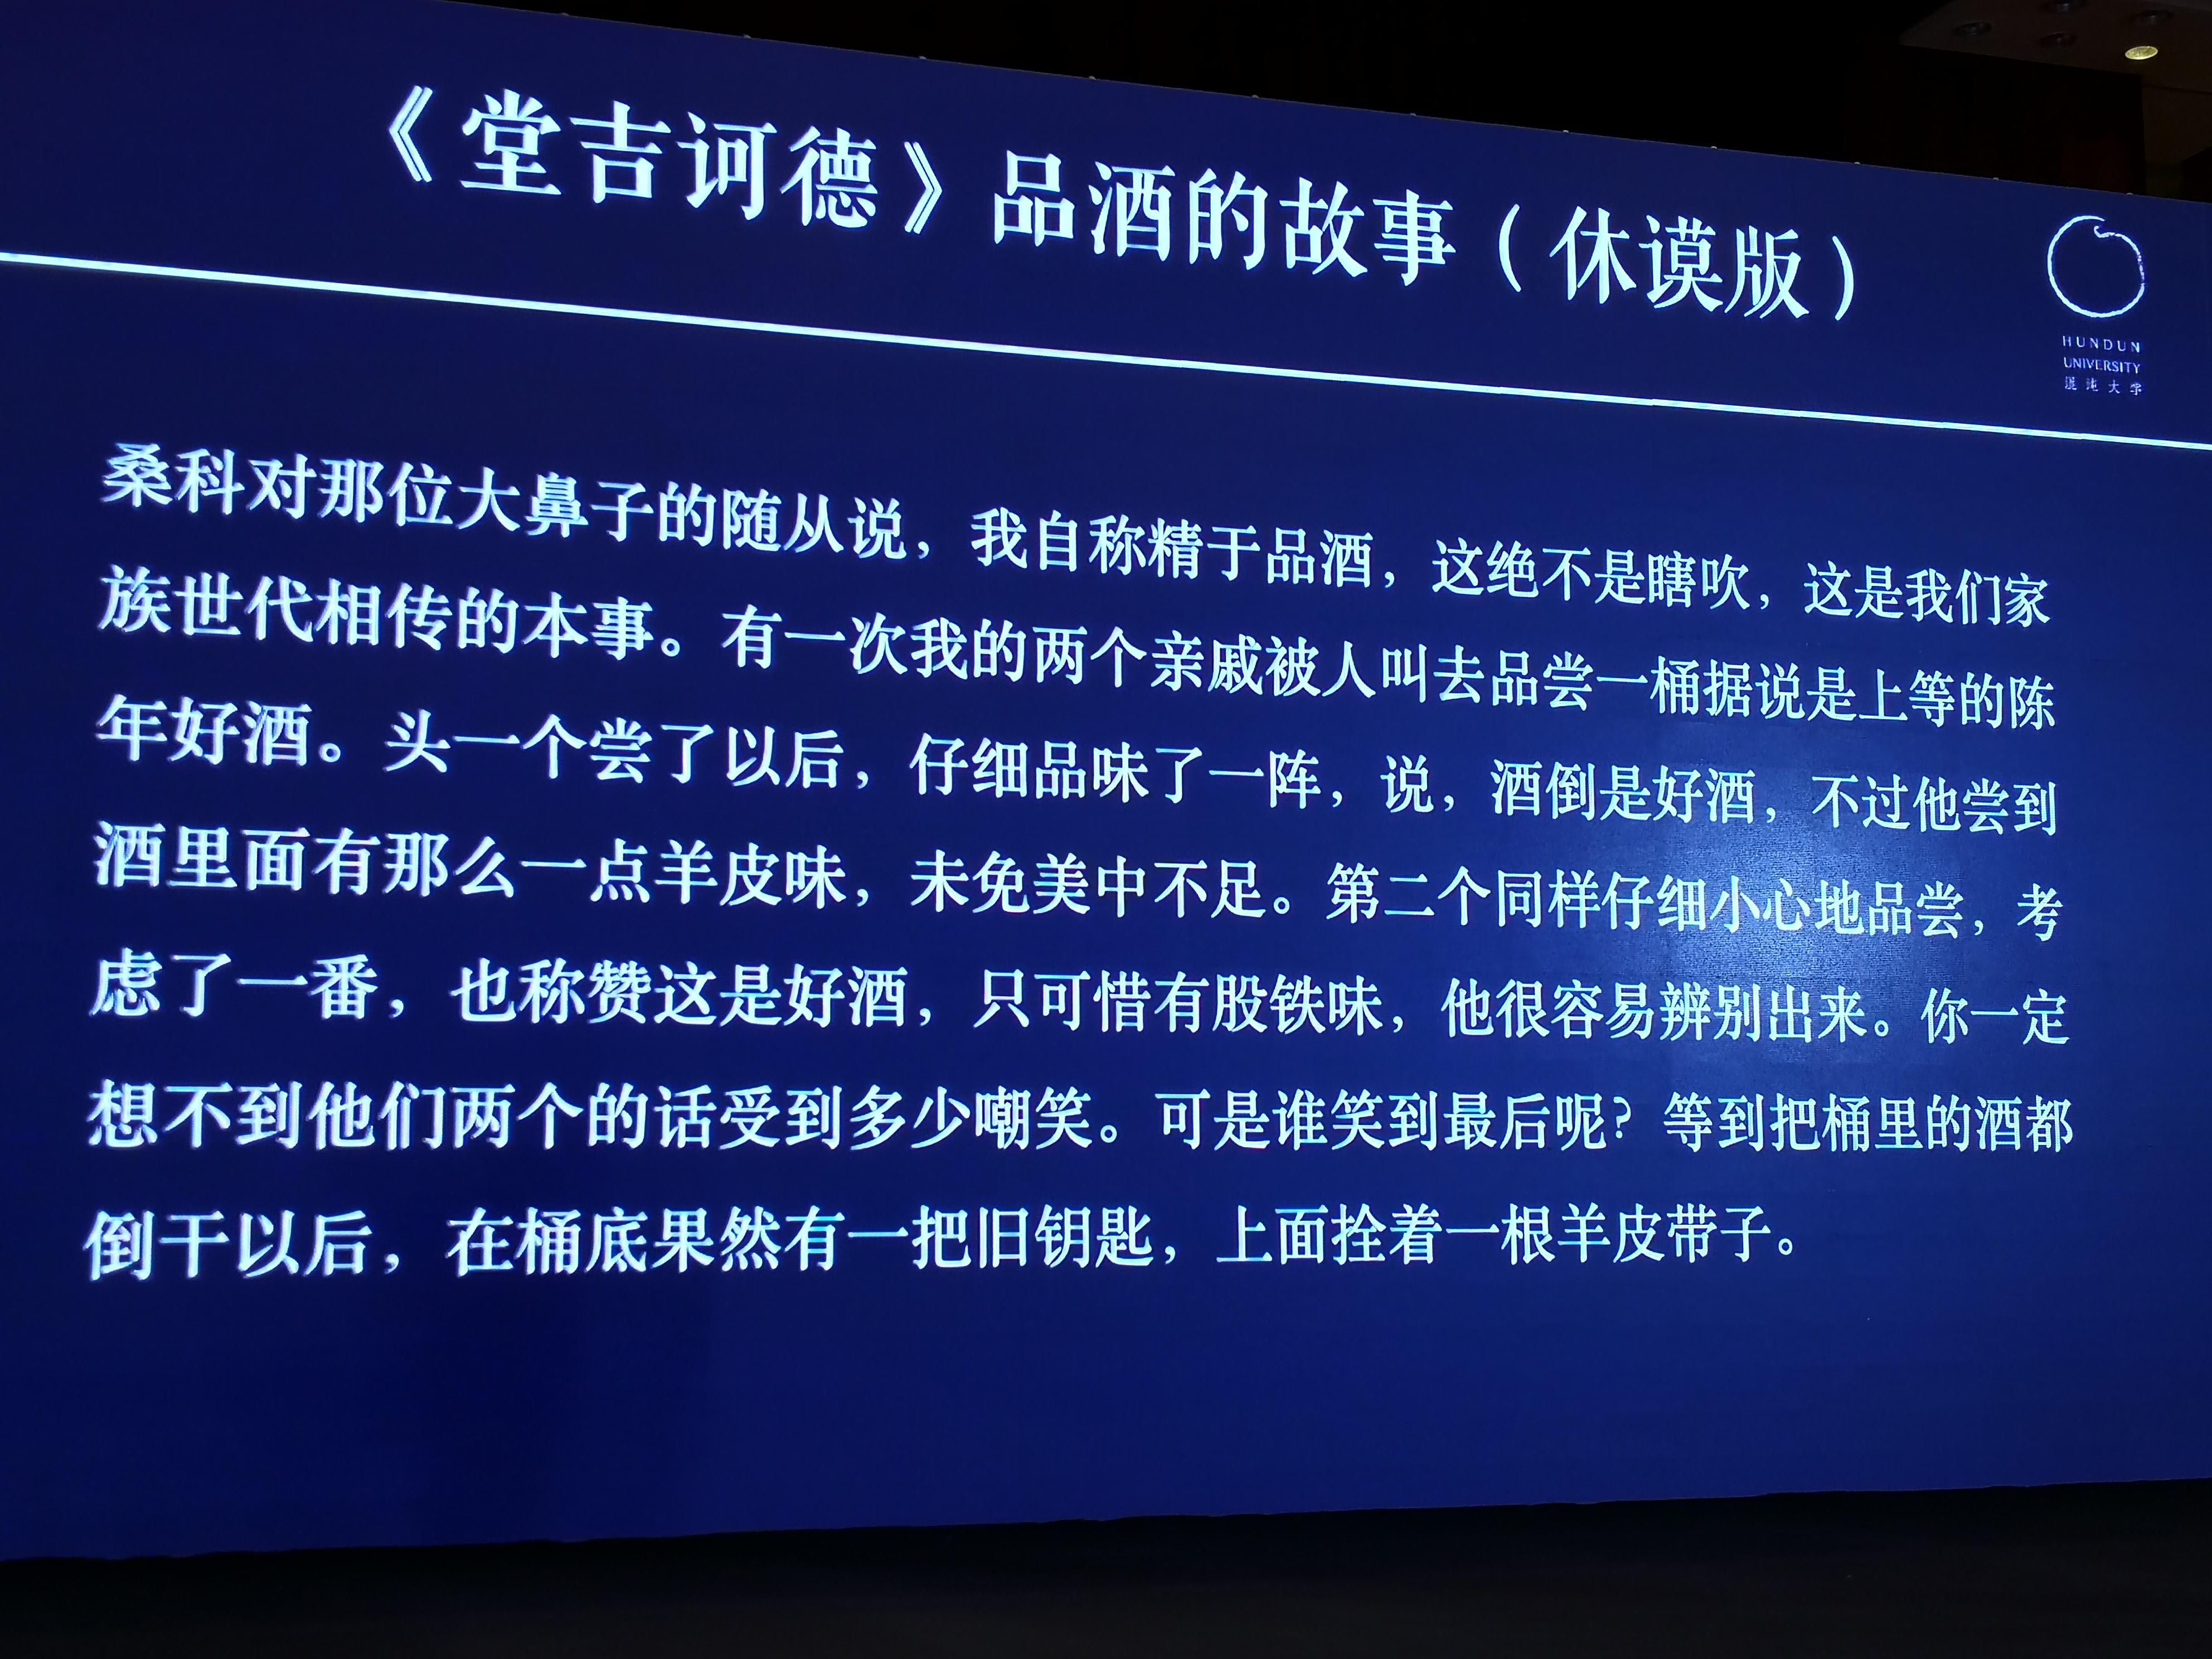 《堂吉诃德》品酒的故事（休谟版）
HUNDUN
UNIVERSITY
混沌大学
桑科对那位大鼻子的随从说，我自称精于品酒，这绝不是瞎吹，这是我们家
族世代相传的本事。有一次我的两个亲戚被人叫去品尝一桶据说是上等的陈
年好酒。头一个尝了以后，仔细品味了一阵，说，酒倒是好酒，不过他尝到
酒里面有那么一点羊皮味，未免美中不足。第二个同样仔细小心地品尝，考
虑了一番，也称赞这是好酒，只可惜有股铁味，他很容易辨别出来。你一定
想不到他们两个的话受到多少嘲笑。可是谁笑到最后呢？等到把桶里的酒都
倒干以后，在桶底果然有一把旧钥匙，上面拴着一根羊皮带子。